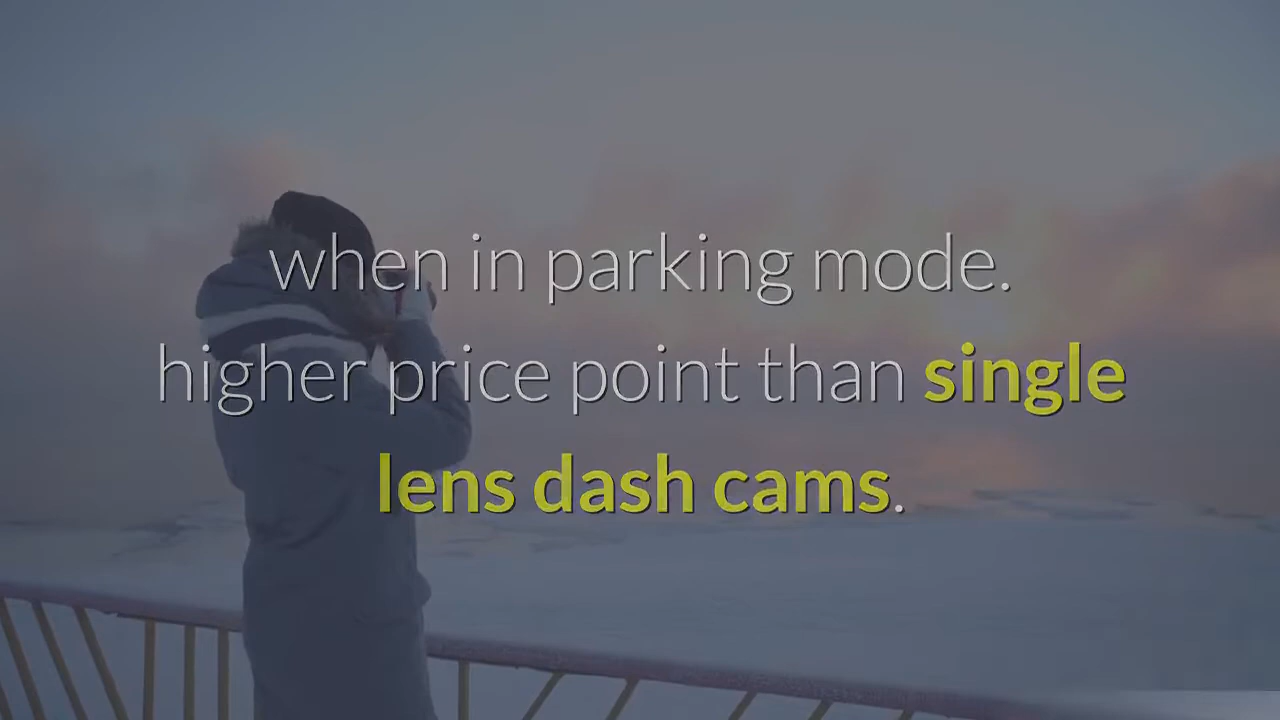 when in parking mode.
higher price point than single
lens dash cams.